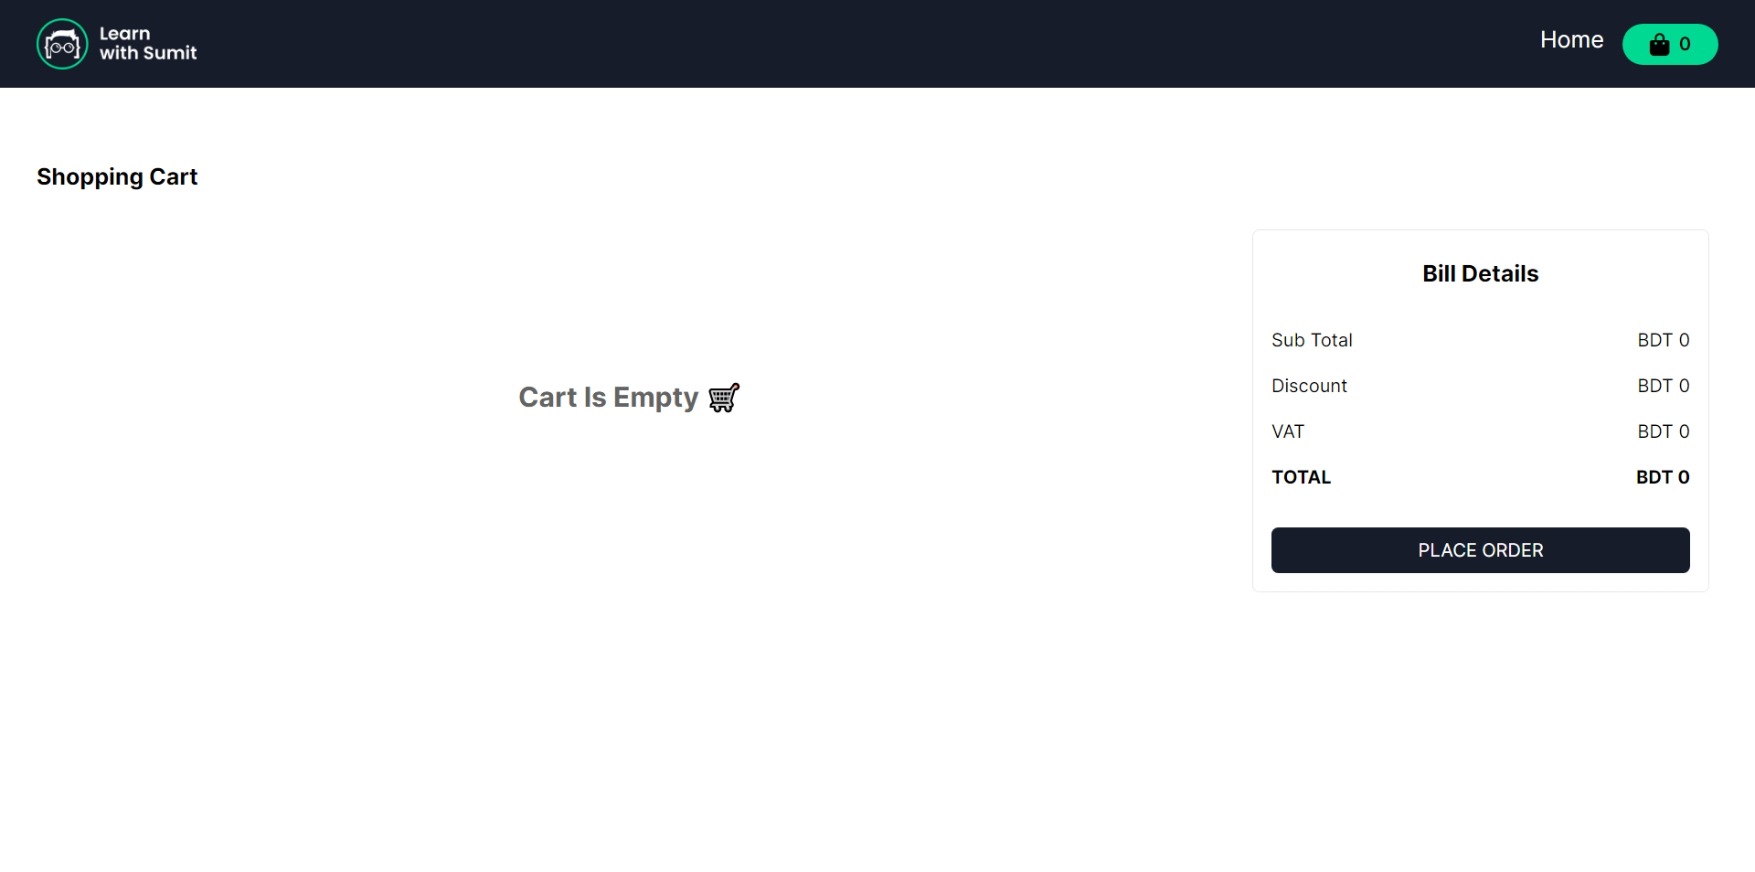 Learn
with Sumit
Home
0
Shopping Cart
Cart Is Empty
Bill Details
Sub Total BDT 0
Discount BDT 0
VAT BDT 0
TOTAL BDT 0
PLACE ORDER